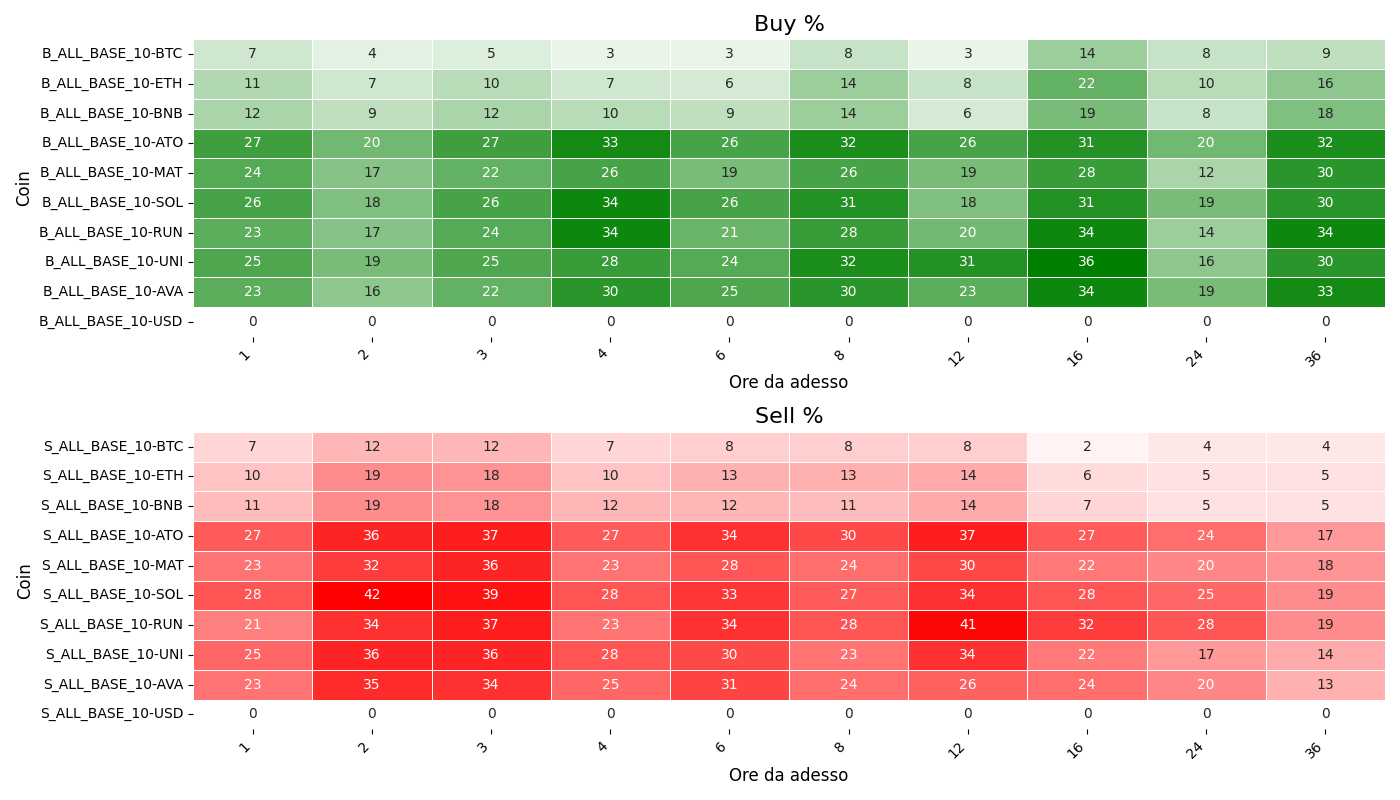 Buy %
Coin
B_ALL_BASE_10-BTC 7 4 5 3 3 8 3 14 8 9
B_ALL_BASE_10-ETH 11 7 10 7 6 14 8 22 10 16
B_ALL_BASE_10-BNB 12 9 12 10 9 14 6 19 8 18
B_ALL_BASE_10-ATO 27 20 27 33 26 32 26 31 20 32
B_ALL_BASE_10-MAT 24 17 22 26 19 26 19 28 12 30
B_ALL_BASE_10-SOL 26 18 26 34 26 31 18 31 19 30
B_ALL_BASE_10-RUN 23 17 24 34 21 28 20 34 14 34
B_ALL_BASE_10-UNI 25 19 25 28 24 32 31 36 16 30
B_ALL_BASE_10-AVA 23 16 22 30 25 30 23 34 19 33
B_ALL_BASE_10-USD 0 0 0 0 0 0 0 0 0 0
1 2 3 4 6 8 12 16 24 36
Ore da adesso
Sell %
Coin
S_ALL_BASE_10-BTC 7 12 12 7 8 8 8 2 4 4
S_ALL_BASE_10-ETH 10 19 18 10 13 13 14 6 5 5
S_ALL_BASE_10-BNB 11 19 18 12 12 11 14 7 5 5
S_ALL_BASE_10-ATO 27 36 37 27 34 30 37 27 24 17
S_ALL_BASE_10-MAT 23 32 36 23 28 24 30 22 20 18
S_ALL_BASE_10-SOL 28 42 39 28 33 27 34 28 25 19
S_ALL_BASE_10-RUN 21 34 37 23 34 28 41 32 28 19
S_ALL_BASE_10-UNI 25 36 36 28 30 23 34 22 17 14
S_ALL_BASE_10-AVA 23 35 34 25 31 24 26 24 20 13
S_ALL_BASE_10-USD 0 0 0 0 0 0 0 0 0 0
1 2 3 4 6 8 12 16 24 36
Ore da adesso